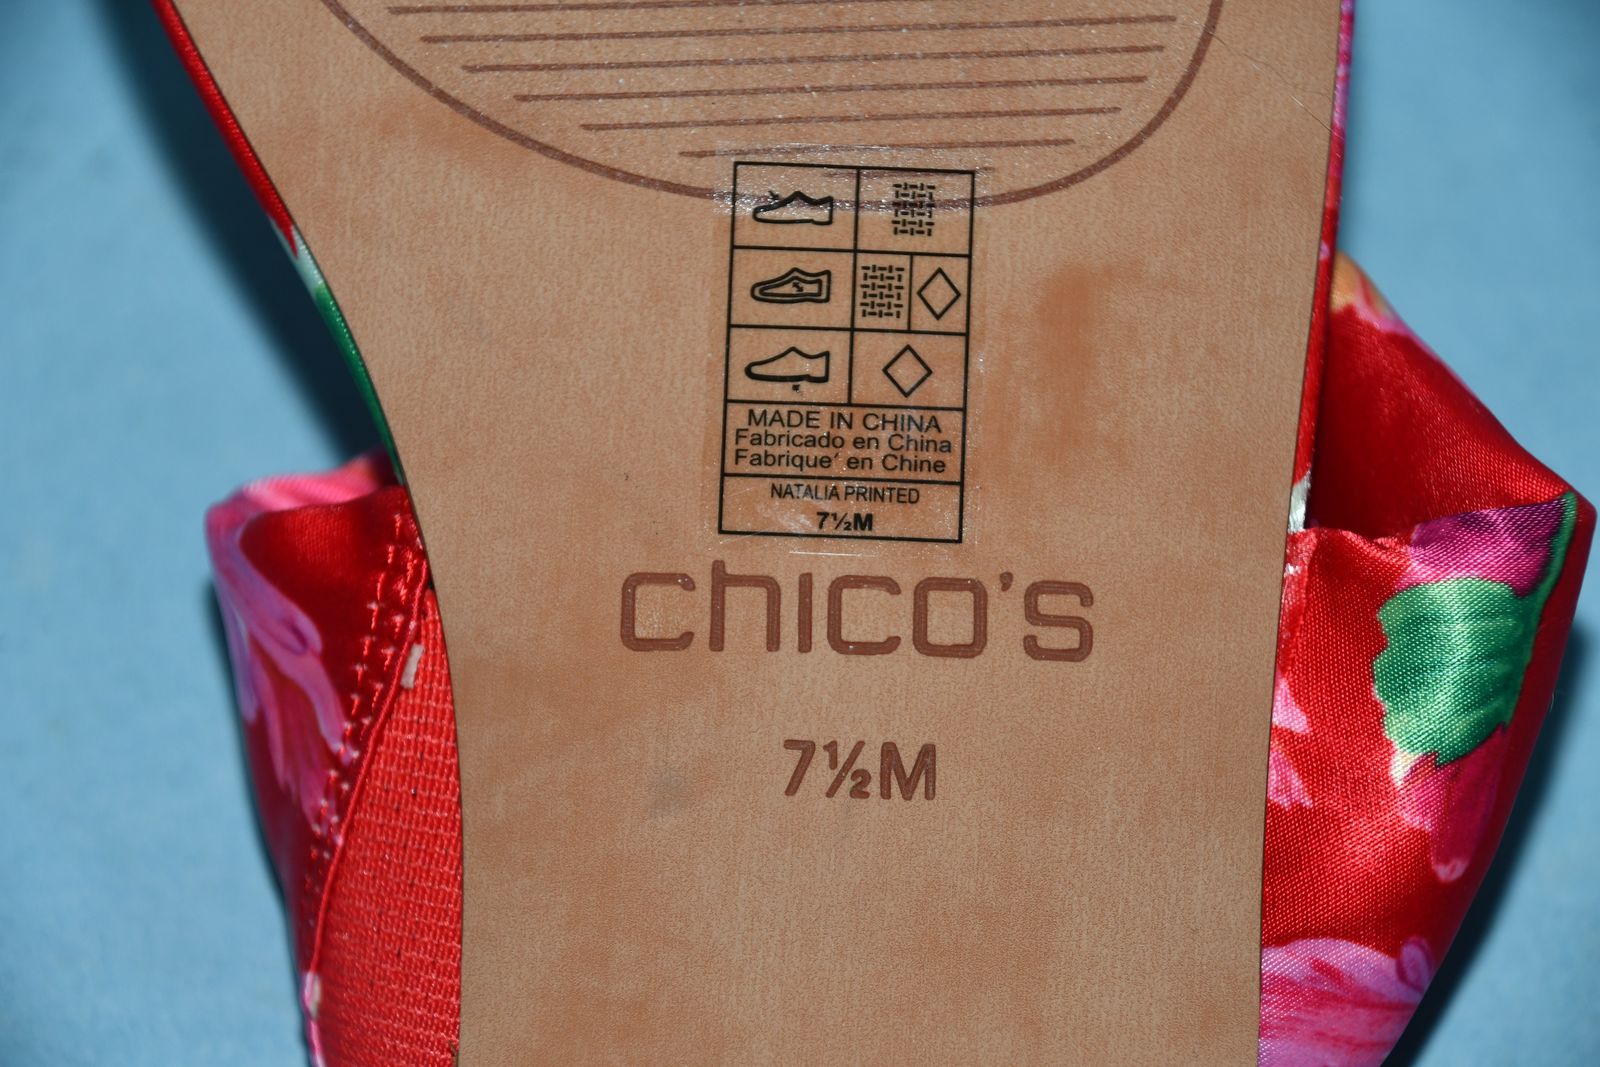 MADE IN CHINA
Fabricado en China
Fabrique' en Chine
NATALIA PRINTED
7½M
chico's
7½M